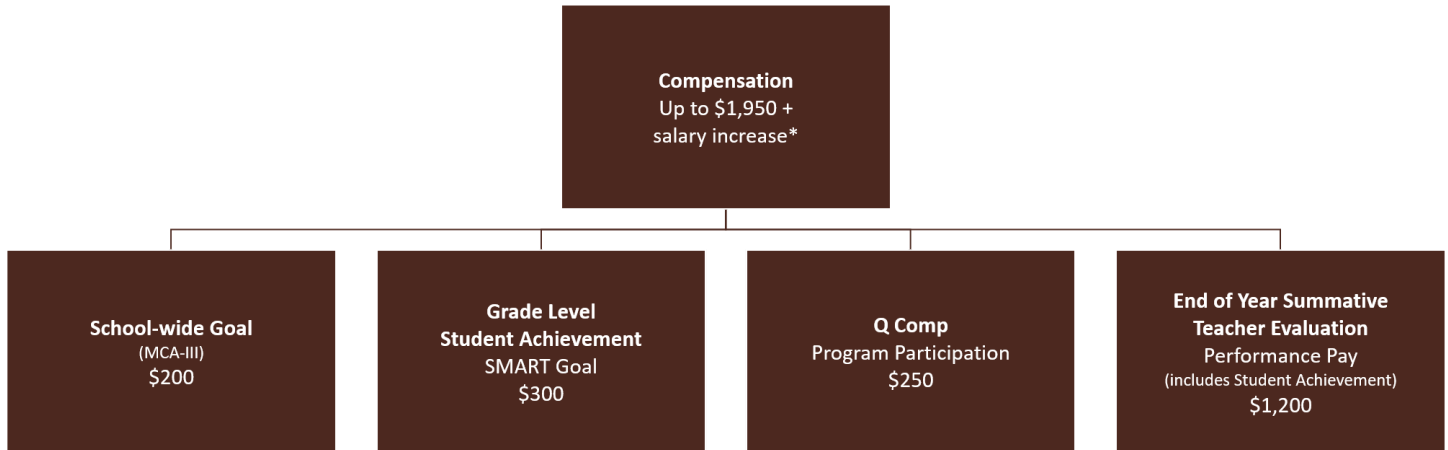 Compensation
Up to $1,950 +
salary increase*
School-wide Goal
(MCA-III)
$200
Grade Level
Student Achievement
SMART Goal
$300
Q Comp
Program Participation
$250
End of Year Summative
Teacher Evaluation
Performance Pay
(includes Student Achievement)
$1,200